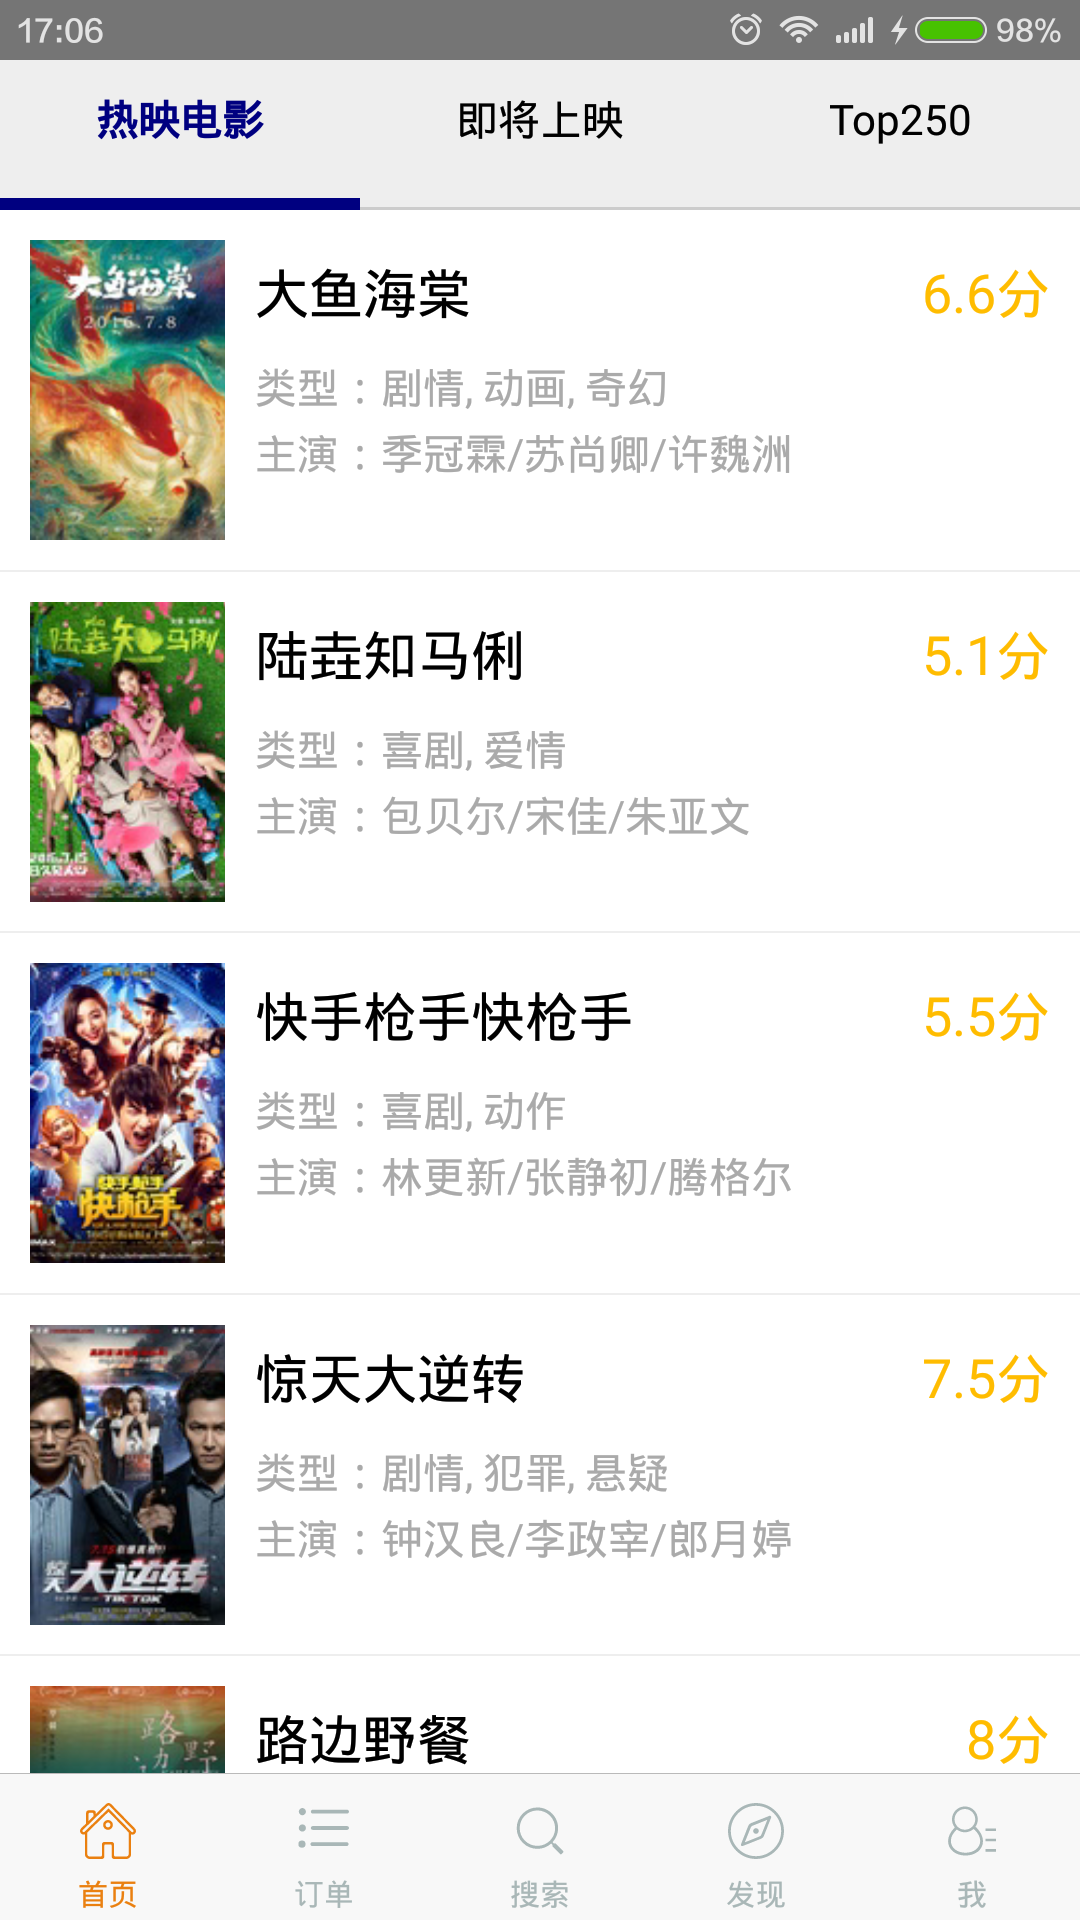 17:06 98%
热映电影 即将上映 Top250
大鱼海棠
2016.7.8
大鱼海棠 6.6分
类型：剧情, 动画, 奇幻
主演：季冠霖/苏尚卿/许魏洲
陆垚知马俐
陆垚知马俐 5.1分
类型：喜剧, 爱情
主演：包贝尔/宋佳/朱亚文
2016.7.15
快手枪手快枪手 5.5分
类型：喜剧, 动作
主演：林更新/张静初/腾格尔
快手枪手
快枪手
惊天大逆转 7.5分
类型：剧情, 犯罪, 悬疑
主演：钟汉良/李政宰/郎月婷
惊天大逆转
TIK TOK
路边野餐 8分
路边野
首页 订单 搜索 发现 我